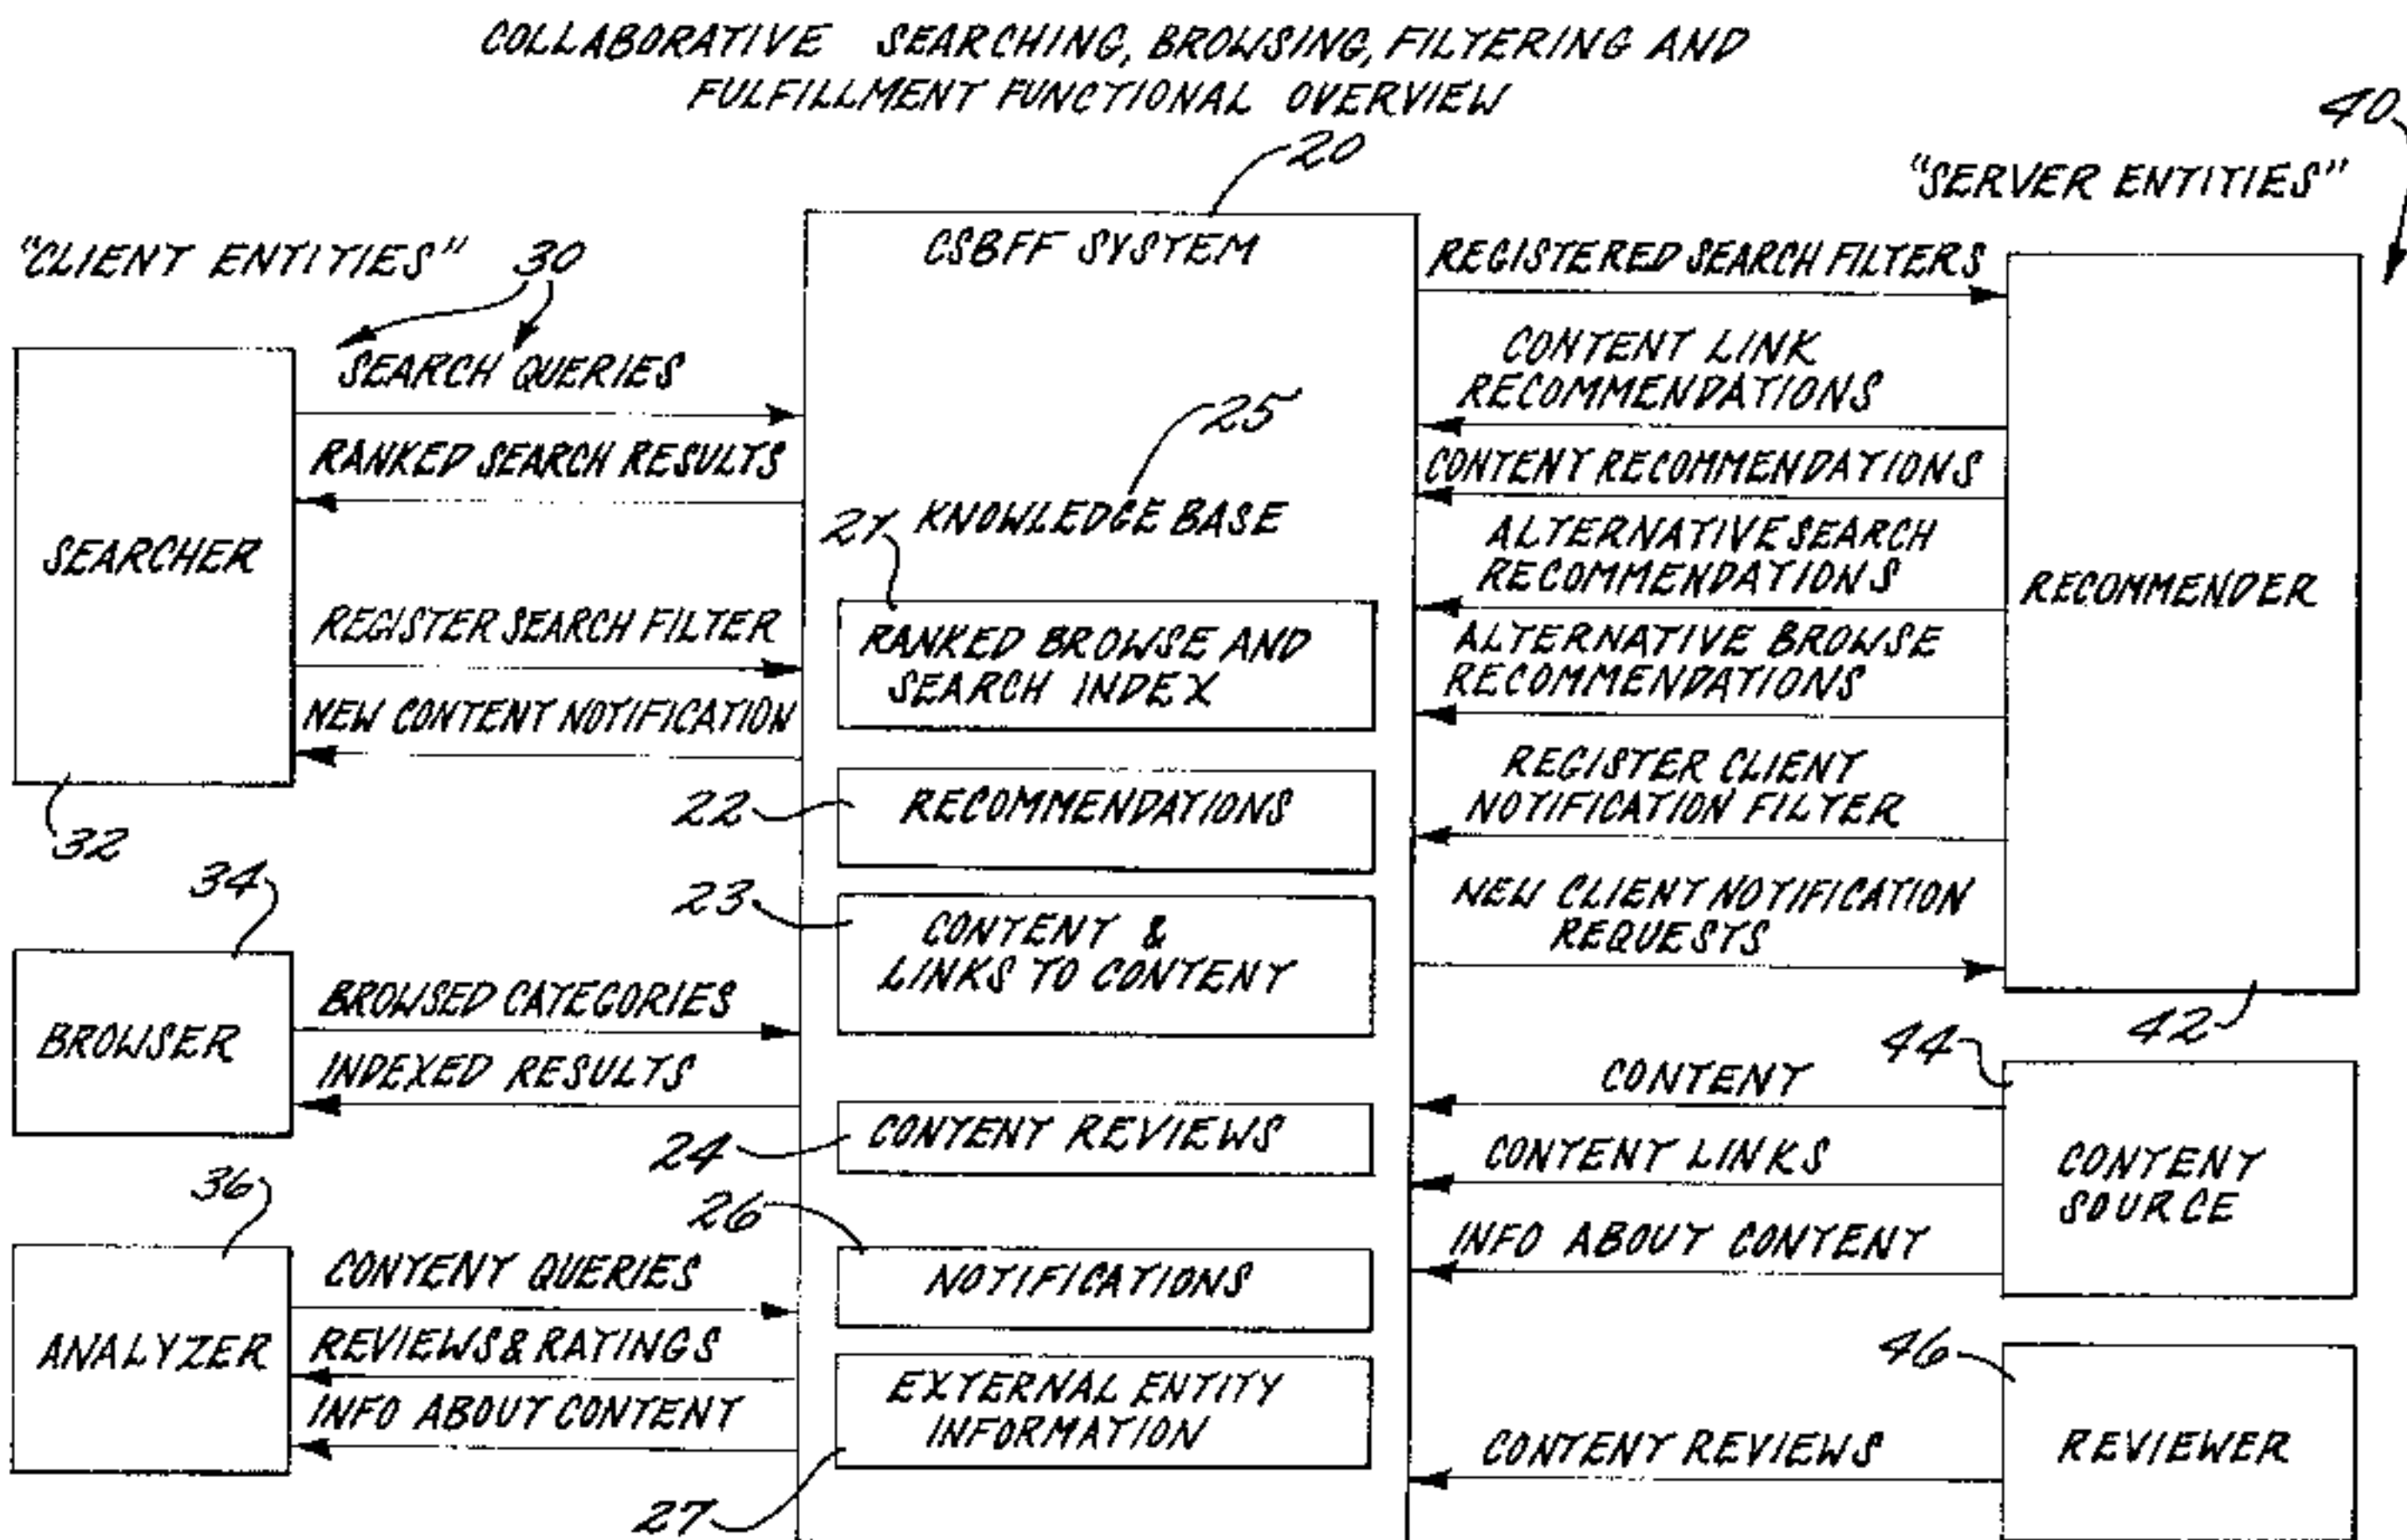 COLLABORATIVE SEARCHING, BROWSING, FILTERING AND
FULFILLMENT FUNCTIONAL OVERVIEW
20
40
"SERVER ENTITIES"
"CLIENT ENTITIES" 30
CSBFF SYSTEM
KNOWLEDGE BASE
25
SEARCHER
32
SEARCH QUERIES
RANKED SEARCH RESULTS
REGISTER SEARCH FILTER
NEW CONTENT NOTIFICATION
34
BROWSER
BROWSED CATEGORIES
INDEXED RESULTS
36
ANALYZER
CONTENT QUERIES
REVIEWS & RATINGS
INFO ABOUT CONTENT
21
RANKED BROWSE AND
SEARCH INDEX
22
RECOMMENDATIONS
23
CONTENT &
LINKS TO CONTENT
24
CONTENT REVIEWS
26
NOTIFICATIONS
EXTERNAL ENTITY
INFORMATION
27
REGISTERED SEARCH FILTERS
CONTENT LINK
RECOMMENDATIONS
CONTENT RECOMMENDATIONS
ALTERNATIVE SEARCH
RECOMMENDATIONS
ALTERNATIVE BROWSE
RECOMMENDATIONS
REGISTER CLIENT
NOTIFICATION FILTER
NEW CLIENT NOTIFICATION
REQUESTS
RECOMMENDER
42
44
CONTENT
CONTENT LINKS
INFO ABOUT CONTENT
CONTENT
SOURCE
46
CONTENT REVIEWS
REVIEWER